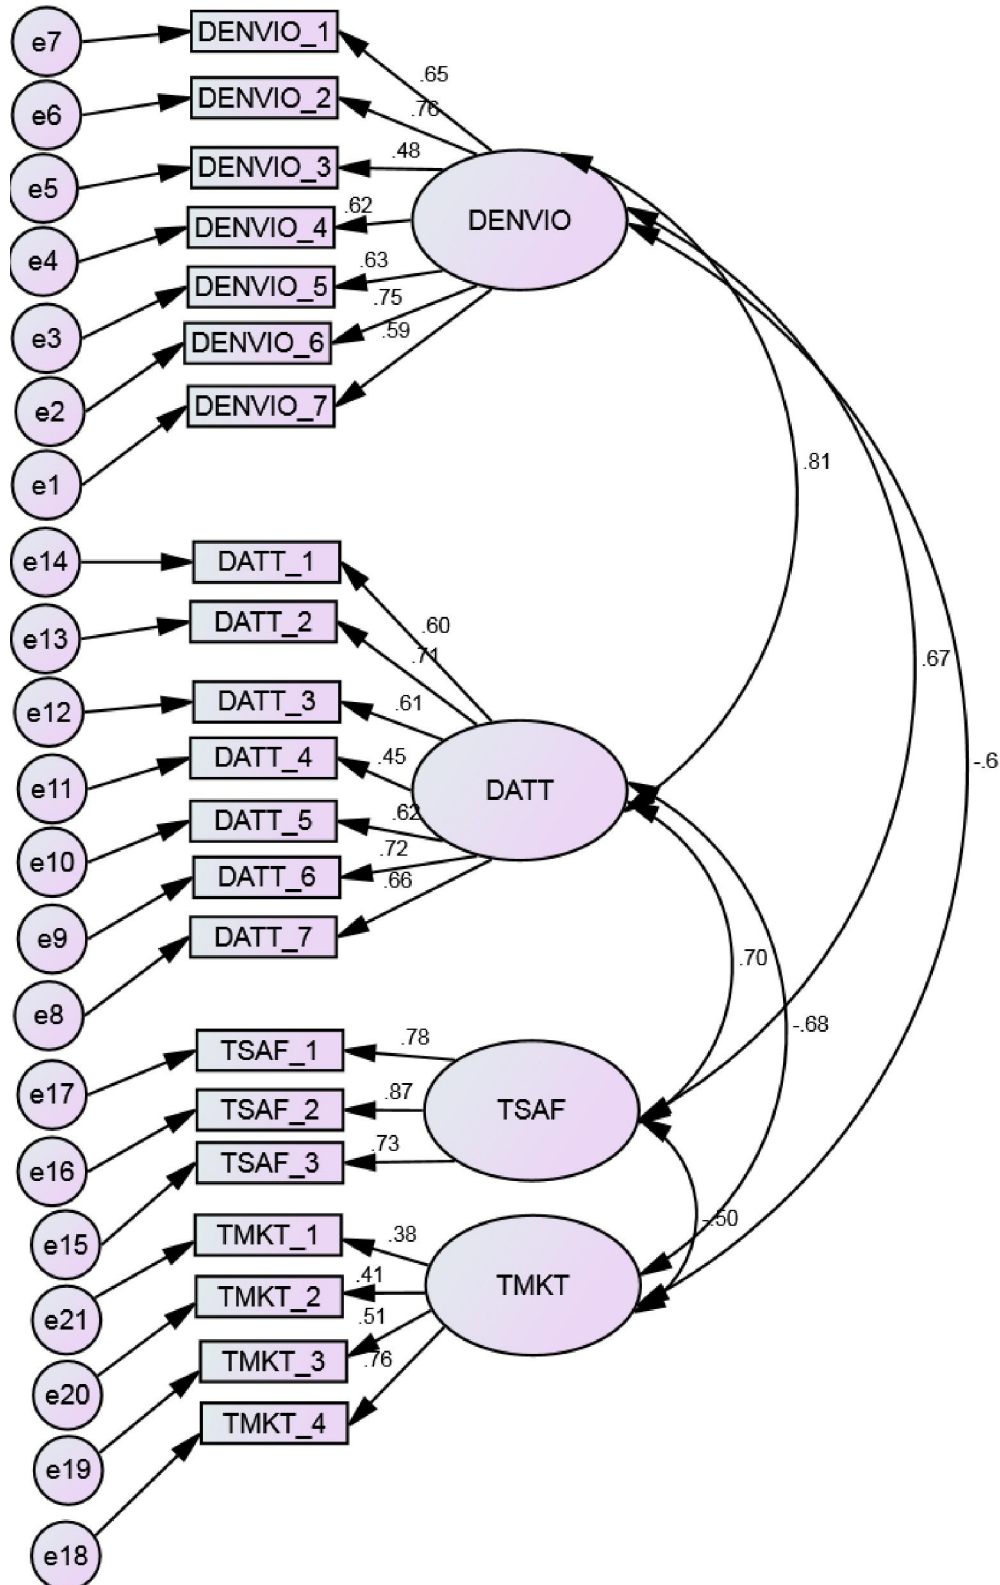 e7
DENVIO_1
.65
e6
DENVIO_2
.76
e5
DENVIO_3
.48
DENVIO
e4
DENVIO_4
.62
e3
DENVIO_5
.63
e2
DENVIO_6
.75
e1
DENVIO_7
.59
.81
e14
DATT_1
.60
e13
DATT_2
.71
.67
e12
DATT_3
.61
e11
DATT_4
.45
DATT
-.6
e10
DATT_5
.62
e9
DATT_6
.72
e8
DATT_7
.66
.70
-.68
e17
TSAF_1
.78
e16
TSAF_2
.87
TSAF
e15
TSAF_3
.73
-.50
e21
TMKT_1
.38
e20
TMKT_2
.41
TMKT
e19
TMKT_3
.51
e18
TMKT_4
.76